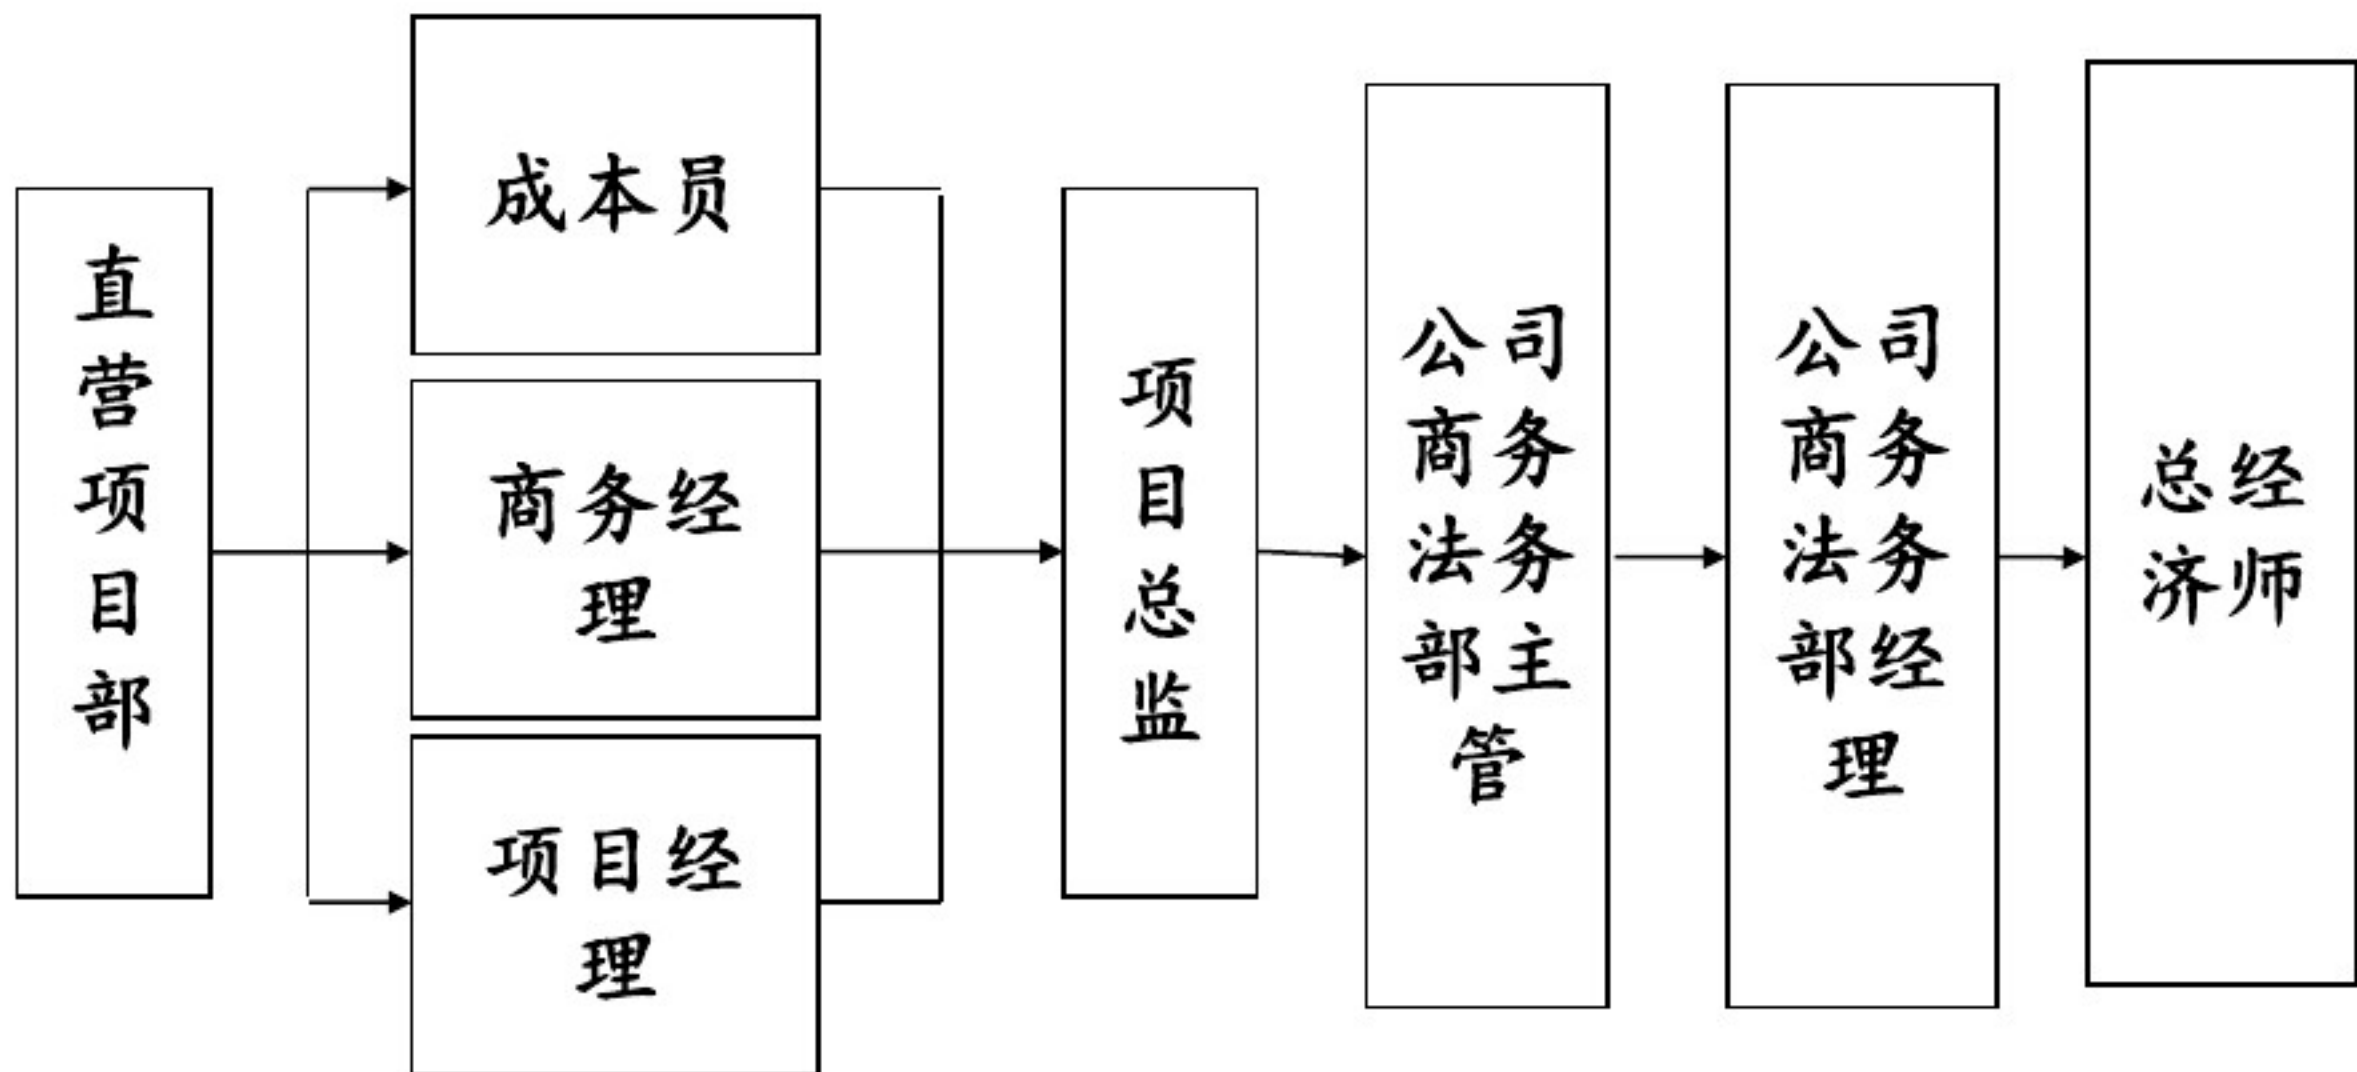 直
营
项
目
部
成本员
商务经
理
项目经
理
项
目
总
监
公司
商务
法务
部主
管
公司
商务
法务
部经
理
总经
济师